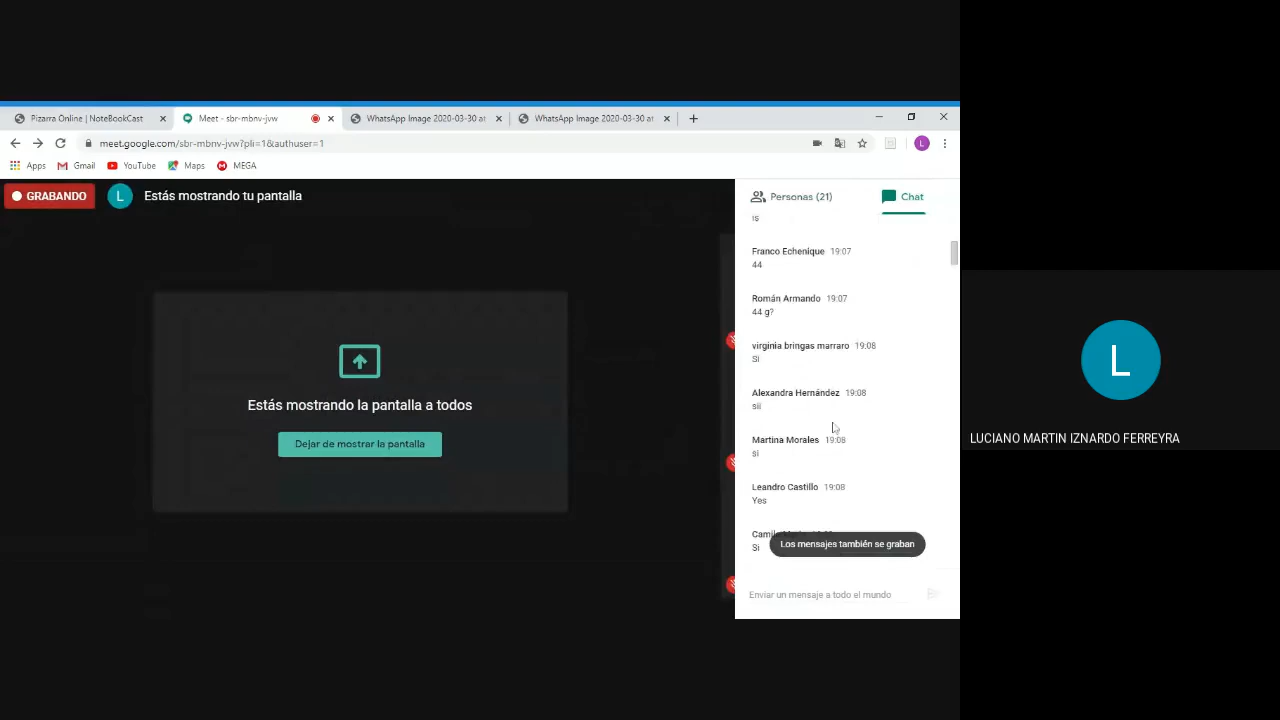 Pizarra Online | NoteBookCast
Meet - sbr-mbnv-jvw
WhatsApp Image 2020-03-30 at
WhatsApp Image 2020-03-30 at
meet.google.com/sbr-mbnv-jvw?pli=1&authuser=1
L
Apps
Gmail
YouTube
Maps
MEGA
GRABANDO
L
Estás mostrando tu pantalla
Personas (21)
Chat
Franco Echenique 19:07
44
Román Armando 19:07
44 g?
virginia bringas marraro 19:08
Si
Alexandra Hernández 19:08
sii
Martina Morales 19:08
si
Leandro Castillo 19:08
Yes
Si
Los mensajes también se graban
Enviar un mensaje a todo el mundo
Estás mostrando la pantalla a todos
Dejar de mostrar la pantalla
L
LUCIANO MARTIN IZNARDO FERREYRA